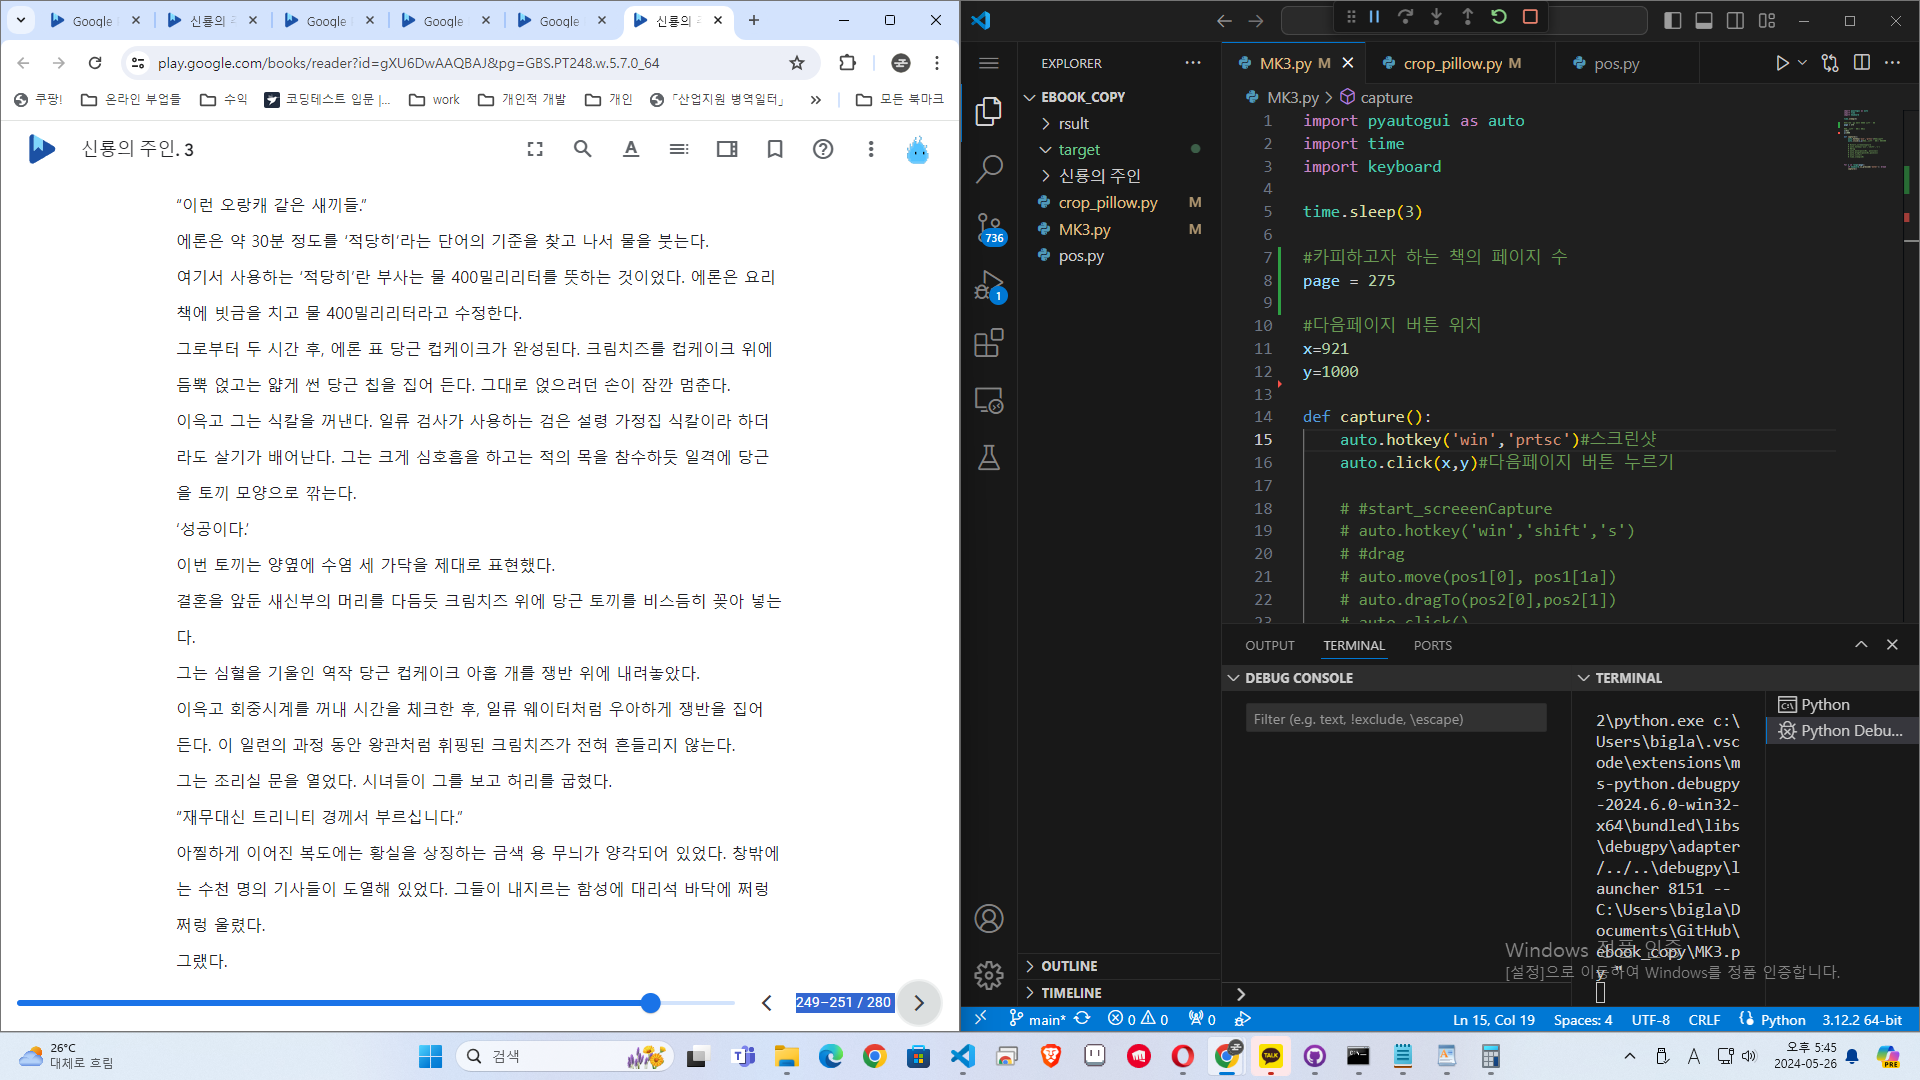 Google
신룡의 주
Google
Google
Google
신룡의 주
play.google.com/books/reader?id=gXU6DwAAQBAJ&pg=GBS.PT248.w.5.7.0_64
쿠팡!
온라인 부업들
수익
코딩테스트 입문 |...
work
개인적 개발
개인
「산업지원 병역일터」
»
모든 북마크
신룡의 주인. 3
“이런 오랑캐 같은 새끼들.”
에론은 약 30분 정도를 ‘적당히’라는 단어의 기준을 찾고 나서 물을 붓는다.
여기서 사용하는 ‘적당히’란 부사는 물 400밀리리터를 뜻하는 것이었다. 에론은 요리
책에 빗금을 치고 물 400밀리리터라고 수정한다.
그로부터 두 시간 후, 에론 표 당근 컵케이크가 완성된다. 크림치즈를 컵케이크 위에
듬뿍 얹고는 얇게 썬 당근 칩을 집어 든다. 그대로 얹으려던 손이 잠깐 멈춘다.
이윽고 그는 식칼을 꺼낸다. 일류 검사가 사용하는 검은 설령 가정집 식칼이라 하더
라도 살기가 배어난다. 그는 크게 심호흡을 하고는 적의 목을 참수하듯 일격에 당근
을 토끼 모양으로 깎는다.
‘성공이다.’
이번 토끼는 양옆에 수염 세 가닥을 제대로 표현했다.
결혼을 앞둔 새신부의 머리를 다듬듯 크림치즈 위에 당근 토끼를 비스듬히 꽂아 넣는
다.
그는 심혈을 기울인 역작 당근 컵케이크 아홉 개를 쟁반 위에 내려놓았다.
이윽고 회중시계를 꺼내 시간을 체크한 후, 일류 웨이터처럼 우아하게 쟁반을 집어
든다. 이 일련의 과정 동안 왕관처럼 휘핑된 크림치즈가 전혀 흔들리지 않는다.
그는 조리실 문을 열었다. 시녀들이 그를 보고 허리를 굽혔다.
“재무대신 트리니티 경께서 부르십니다.”
아찔하게 이어진 복도에는 황실을 상징하는 금색 용 무늬가 양각되어 있었다. 창밖에
는 수천 명의 기사들이 도열해 있었다. 그들이 내지르는 함성에 대리석 바닥에 쩌렁
쩌렁 울렸다.
그랬다.
249–251 / 280
EXPLORER
EBOOK_COPY
rsult
target
신룡의 주인
crop_pillow.py M
MK3.py M
pos.py
736
1
OUTLINE
TIMELINE
MK3.py M
crop_pillow.py M
pos.py
MK3.py > capture
1 import pyautogui as auto
2 import time
3 import keyboard
4
5 time.sleep(3)
6
7 #카피하고자 하는 책의 페이지 수
8 page = 275
9
10 #다음페이지 버튼 위치
11 x=921
12 y=1000
13
14 def capture():
15 auto.hotkey('win','prtsc')#스크린샷
16 auto.click(x,y)#다음페이지 버튼 누르기
17
18 # #start_screeenCapture
19 # auto.hotkey('win','shift','s')
20 # #drag
21 # auto.move(pos1[0], pos1[1a])
22 # auto.dragTo(pos2[0],pos2[1])
23 # auto.click()
OUTPUT
TERMINAL
PORTS
DEBUG CONSOLE
Filter (e.g. text, !exclude, \escape)
TERMINAL
2\python.exe c:\
Users\bigla\.vsc
ode\extensions\m
s-python.debugpy
-2024.6.0-win32-
x64\bundled\libs
\debugpy\adapter
/../..\debugpy\l
auncher 8151 --
C:\Users\bigla\D
ocuments\GitHub\
ebook_copy\MK3.p
y "
Python
Python Debu...
Windows 정품 인증
[설정]으로 이동하여 Windows를 정품 인증합니다.
main*
0 0
0
Ln 15, Col 19
Spaces: 4
UTF-8
CRLF
Python
3.12.2 64-bit
26°C
대체로 흐림
검색
TALK
A
오후 5:45
2024-05-26
PRE